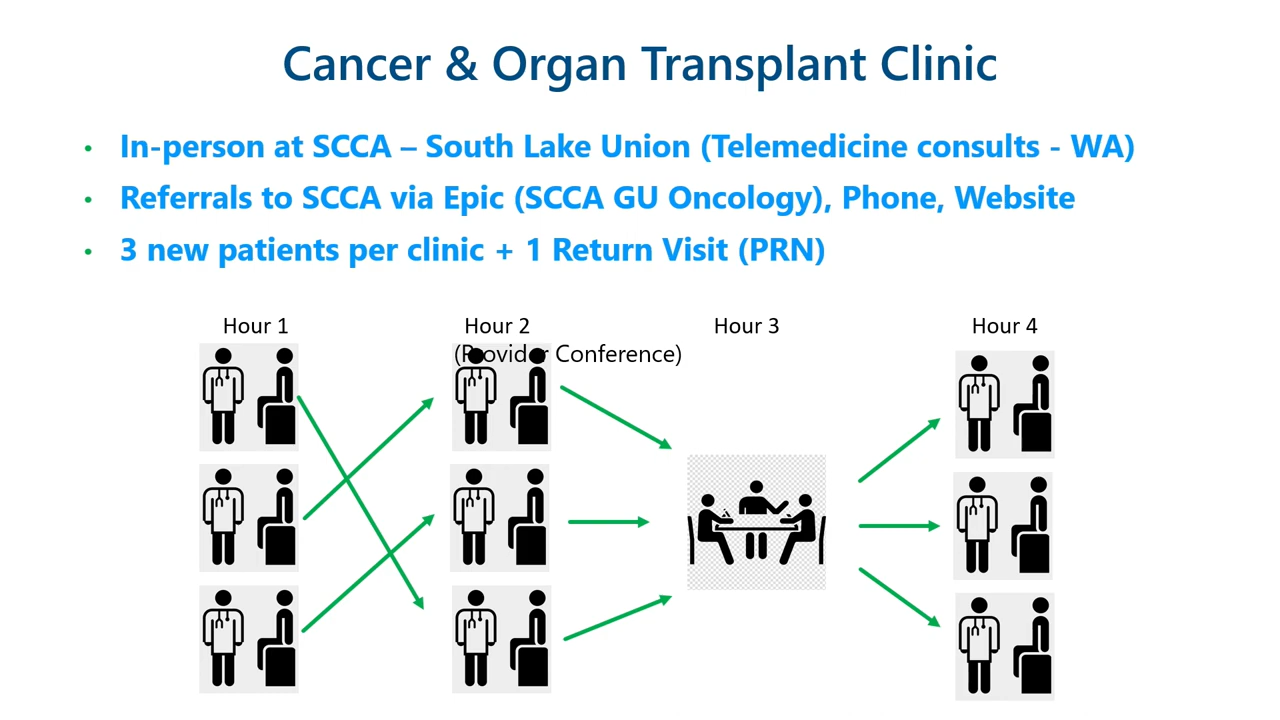 Cancer & Organ Transplant Clinic
• In-person at SCCA – South Lake Union (Telemedicine consults - WA)
• Referrals to SCCA via Epic (SCCA GU Oncology), Phone, Website
• 3 new patients per clinic + 1 Return Visit (PRN)
Hour 1
Hour 2
Hour 3
Hour 4
(Provider Conference)